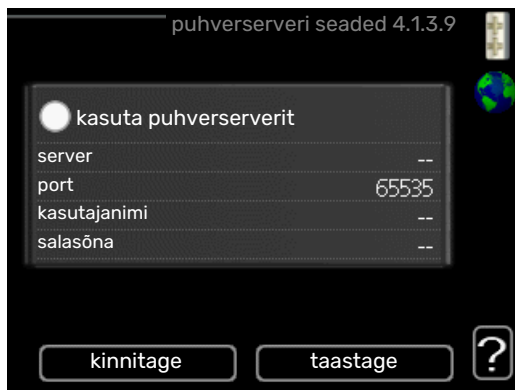 puhverserveri seaded 4.1.3.9
kasuta puhverserverit
server --
port 65535
kasutajanimi --
salasõna --
kinnitage taastage ?